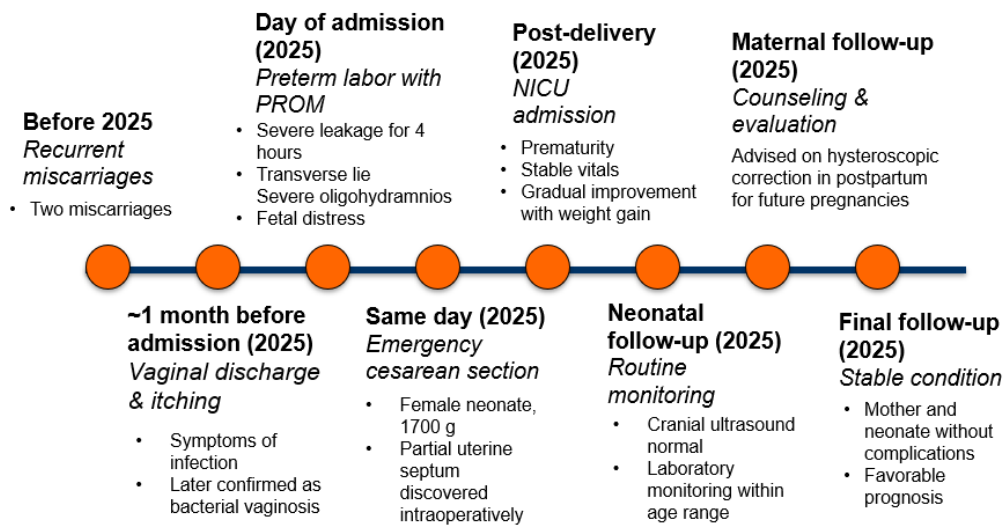 Before 2025
Recurrent
miscarriages
• Two miscarriages
~1 month before
admission (2025)
Vaginal discharge
& itching
• Symptoms of
infection
• Later confirmed as
bacterial vaginosis
Day of admission
(2025)
Preterm labor with
PROM
• Severe leakage for 4
hours
• Transverse lie
Severe oligohydramnios
• Fetal distress
Same day (2025)
Emergency
cesarean section
• Female neonate,
1700 g
• Partial uterine
septum
discovered
intraoperatively
Post-delivery
(2025)
NICU
admission
• Prematurity
• Stable vitals
• Gradual improvement
with weight gain
Neonatal
follow-up (2025)
Routine
monitoring
• Cranial ultrasound
normal
• Laboratory
monitoring within
age range
Maternal follow-up
(2025)
Counseling &
evaluation
Advised on hysteroscopic
correction in postpartum
for future pregnancies
Final follow-up
(2025)
Stable condition
• Mother and
neonate without
complications
• Favorable
prognosis